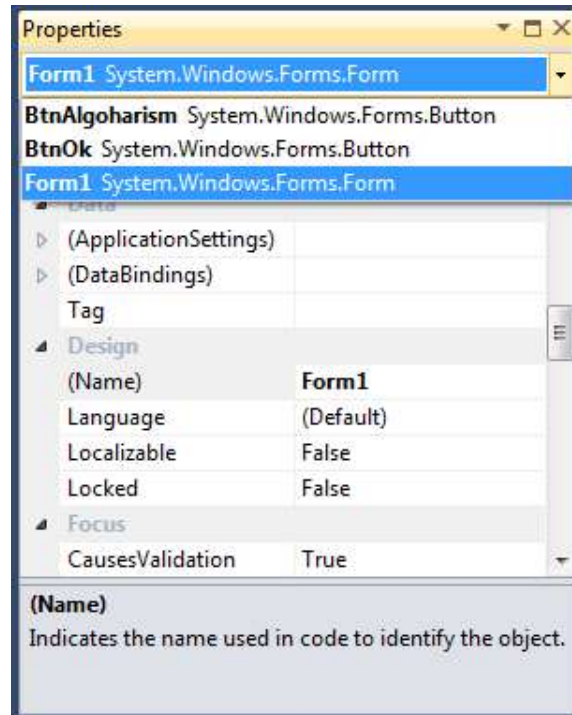 Properties
Form1 System.Windows.Forms.Form
BtnAlgoharism System.Windows.Forms.Button
BtnOk System.Windows.Forms.Button
Form1 System.Windows.Forms.Form
Data
(ApplicationSettings)
(DataBindings)
Tag
Design
(Name) Form1
Language (Default)
Localizable False
Locked False
Focus
CausesValidation True
(Name)
Indicates the name used in code to identify the object.